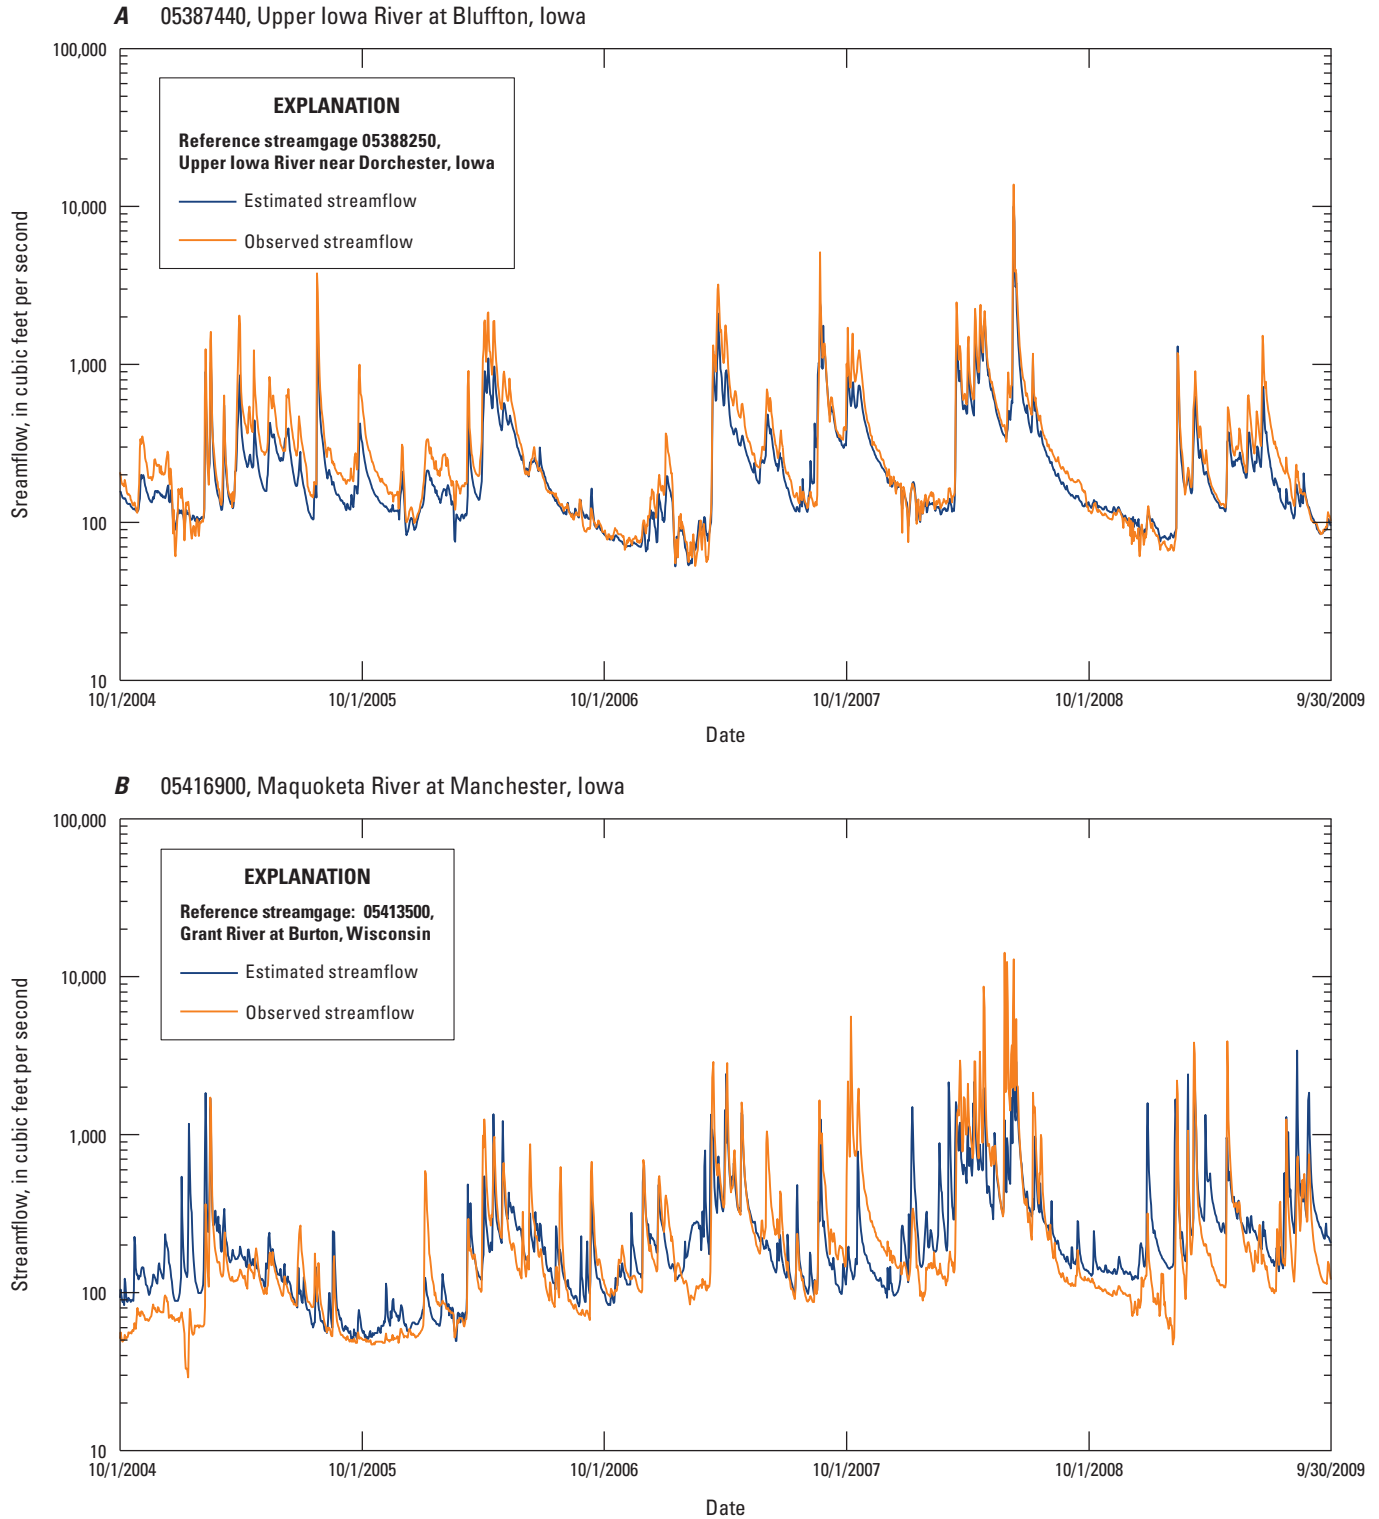 A 05387440, Upper Iowa River at Bluffton, Iowa
100,000
10,000
1,000
100
10
Sreamflow, in cubic feet per second
EXPLANATION
Reference streamgage 05388250,
Upper Iowa River near Dorchester, Iowa
Estimated streamflow
Observed streamflow
10/1/2004 10/1/2005 10/1/2006 10/1/2007 10/1/2008 9/30/2009
Date
B 05416900, Maquoketa River at Manchester, Iowa
100,000
10,000
1,000
100
10
Streamflow, in cubic feet per second
EXPLANATION
Reference streamgage: 05413500,
Grant River at Burton, Wisconsin
Estimated streamflow
Observed streamflow
10/1/2004 10/1/2005 10/1/2006 10/1/2007 10/1/2008 9/30/2009
Date